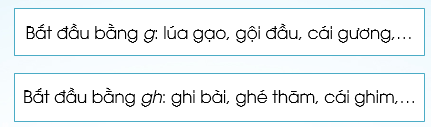 Bắt đầu bằng g: lúa gạo, gội đầu, cái gương,...
Bắt đầu bằng gh: ghi bài, ghé thăm, cái ghim,...